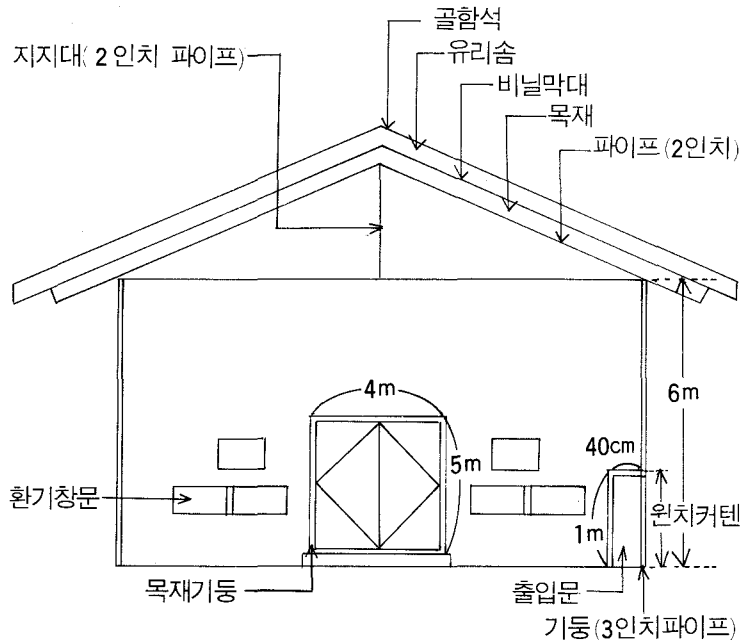 골함석
지지대(2인치 파이프)
유리솜
비닐막대
목재
파이프(2인치)
4m
6m
5m
40cm
환기창문
1m
윈치커텐
목재기둥
출입문
기둥(3인치파이프)